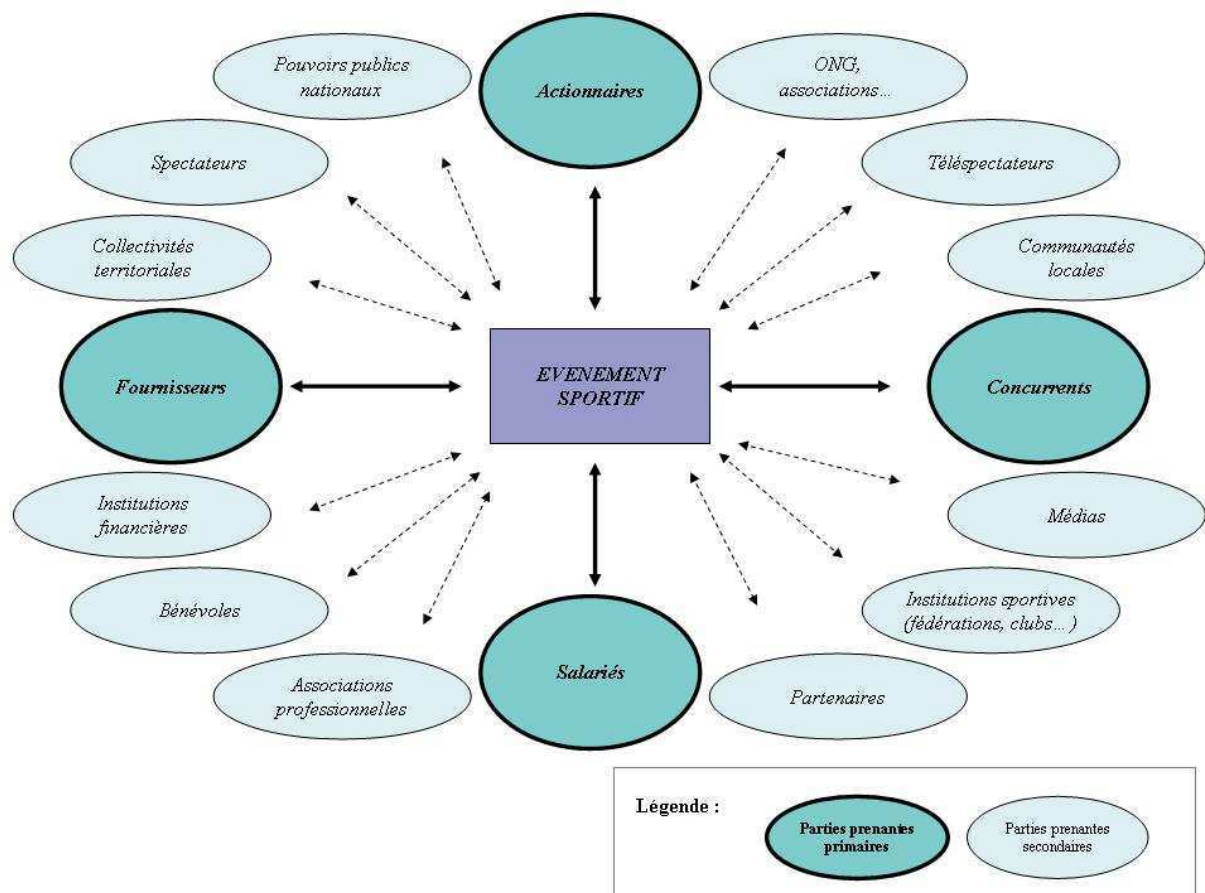 Pouvoirs publics
nationaux
Actionnaires
ONG,
associations…
Spectateurs
Téléspectateurs
Collectivités
territoriales
Communautés
locales
Fournisseurs
EVENEMENT
SPORTIF
Concurrents
Institutions
financières
Médias
Bénévoles
Institutions sportives
(fédérations, clubs… )
Associations
professionnelles
Salariés
Partenaires
Légende :
Parties prenantes
primaires
Parties prenantes
secondaires